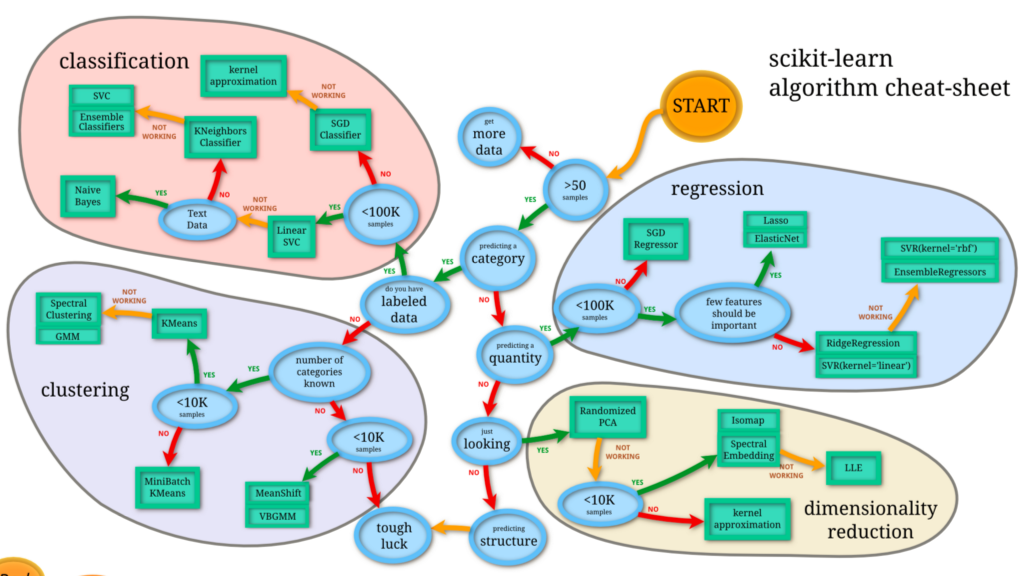 scikit-learn
algorithm cheat-sheet
START
classification
kernel
approximation
NOT
WORKING
SVC
Ensemble
Classifiers
NOT
WORKING
KNeighbors
Classifier
SGD
Classifier
Naive
Bayes
YES
NO
Text
Data
NOT
WORKING
Linear
SVC
YES
NO
<100K
samples
get
more
data
NO
>50
samples
YES
predicting a
category
YES
NO
YES
do you have
labeled
data
NO
predicting a
quantity
YES
NO
just
looking
YES
NO
predicting
structure
tough
luck
regression
SGD
Regressor
NO
<100K
samples
YES
Lasso
ElasticNet
YES
few features
should be
important
NO
SVR(kernel='rbf')
EnsembleRegressors
NOT
WORKING
RidgeRegression
SVR(kernel='linear')
clustering
Spectral
Clustering
GMM
NOT
WORKING
KMeans
YES
<10K
samples
NO
MiniBatch
KMeans
YES
number of
categories
known
NO
<10K
samples
YES
NO
MeanShift
VBGMM
dimensionality
reduction
Randomized
PCA
NOT
WORKING
<10K
samples
YES
NO
Isomap
Spectral
Embedding
NOT
WORKING
LLE
kernel
approximation